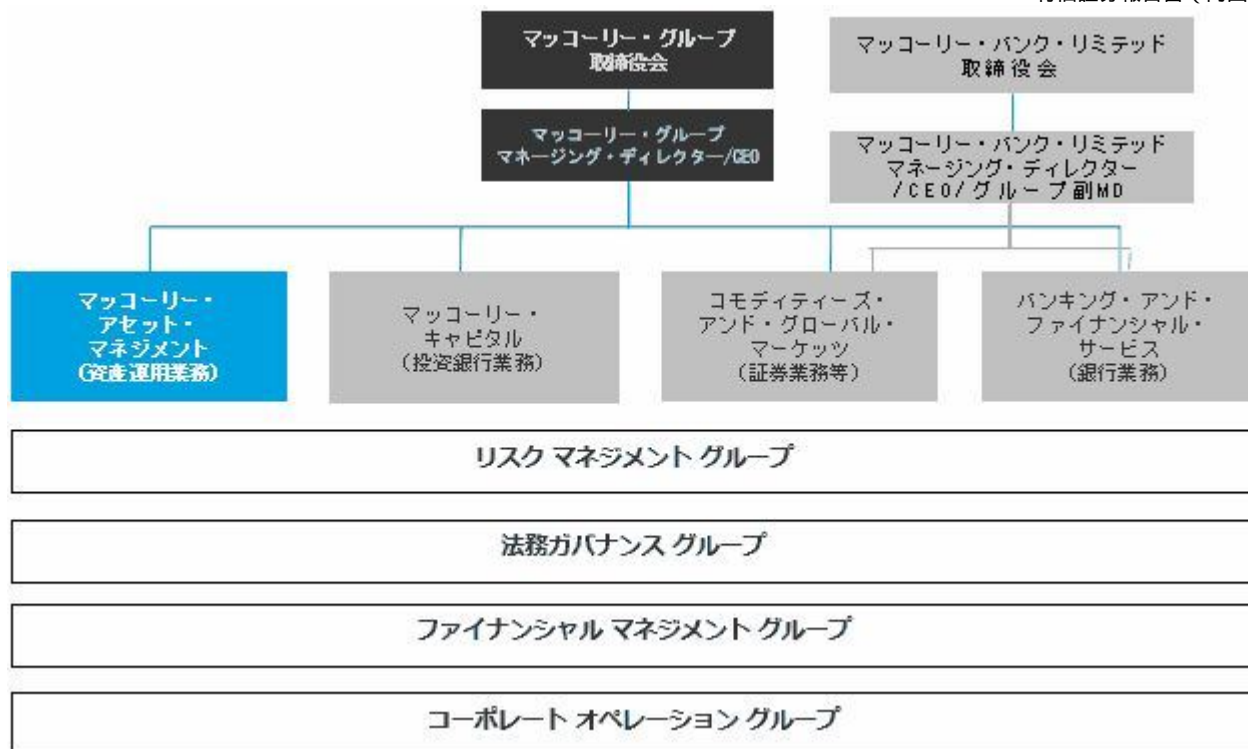 マッコーリー・グループ
取締役会
マッコーリー・バンク・リミテッド
取締役会
マッコーリー・グループ
マネージング・ディレクター/CEO
マッコーリー・バンク・リミテッド
マネージング・ディレクター
/CEO/グループ副MD
マッコーリー・
アセット・
マネジメント
(資産運用業務)
マッコーリー・
キャピタル
(投資銀行業務)
コモディティーズ・
アンド・グローバル・
マーケッツ
(証券業務等)
バンキング・アンド・
ファイナンシャル・
サービス
(銀行業務)
リスク マネジメント グループ
法務ガバナンス グループ
ファイナンシャル マネジメント グループ
コーポレート オペレーション グループ